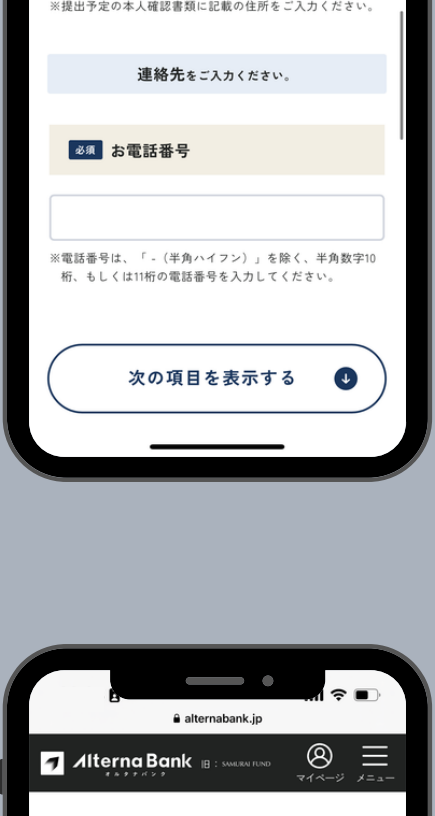 ※提出予定の本人確認書類に記載の住所をご入力ください。
連絡先をご入力ください。
必須 お電話番号
※電話番号は、「 -（半角ハイフン）」を除く、半角数字10
桁、もしくは11桁の電話番号を入力してください。
次の項目を表示する
alternabank.jp
Alterna Bank 旧：SAMURAI FUND
オルタナバンク
マイページ メニュー